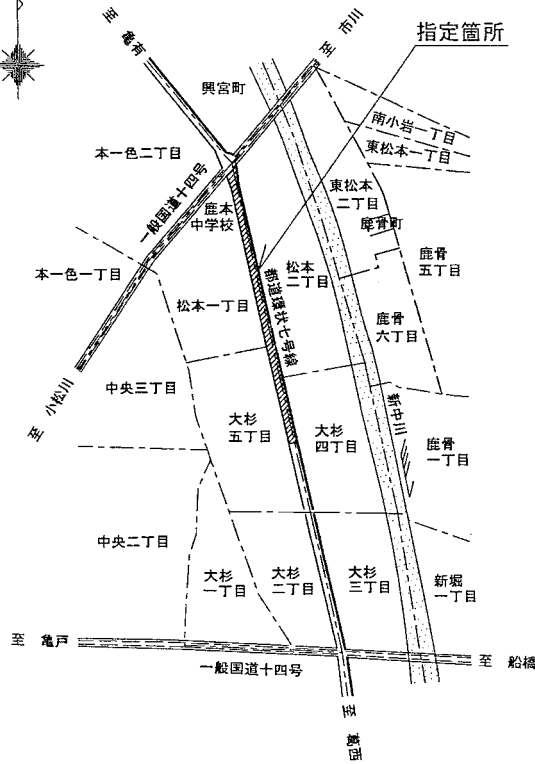 指定箇所
至 亀有
至 市川
興宮町
南小岩一丁目
東松本一丁目
本一色二丁目
一般国道十四号
鹿本
中学校
東松本
二丁目
鹿骨町
鹿骨
五丁目
本一色一丁目
松本一丁目
都道環状七号線
松本
二丁目
鹿骨
六丁目
至 小松川
中央三丁目
大杉
五丁目
大杉
四丁目
新中川
鹿骨
一丁目
中央二丁目
大杉
一丁目
大杉
二丁目
大杉
三丁目
新堀
一丁目
至 亀戸
一般国道十四号
至 船橋
至 葛西